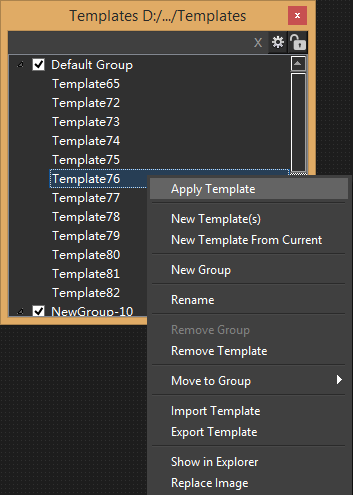 Templates D:/.../Templates
x
X
Default Group
Template65
Template72
Template73
Template74
Template75
Template76
Template77
Template78
Template79
Template80
Template81
Template82
NewGroup-10
Apply Template
New Template(s)
New Template From Current
New Group
Rename
Remove Group
Remove Template
Move to Group
Import Template
Export Template
Show in Explorer
Replace Image